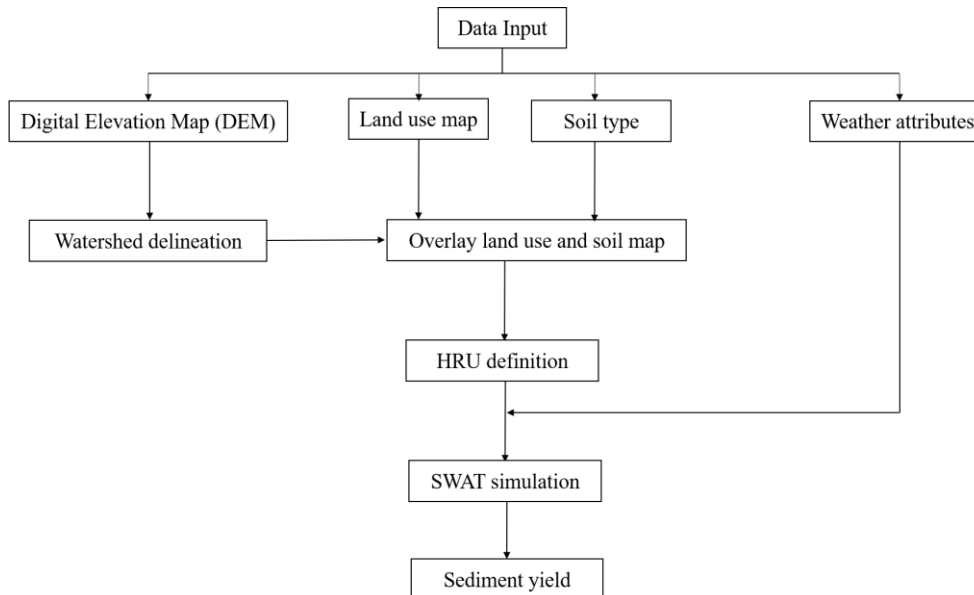 Data Input
Digital Elevation Map (DEM)
Land use map
Soil type
Weather attributes
Watershed delineation
Overlay land use and soil map
HRU definition
SWAT simulation
Sediment yield